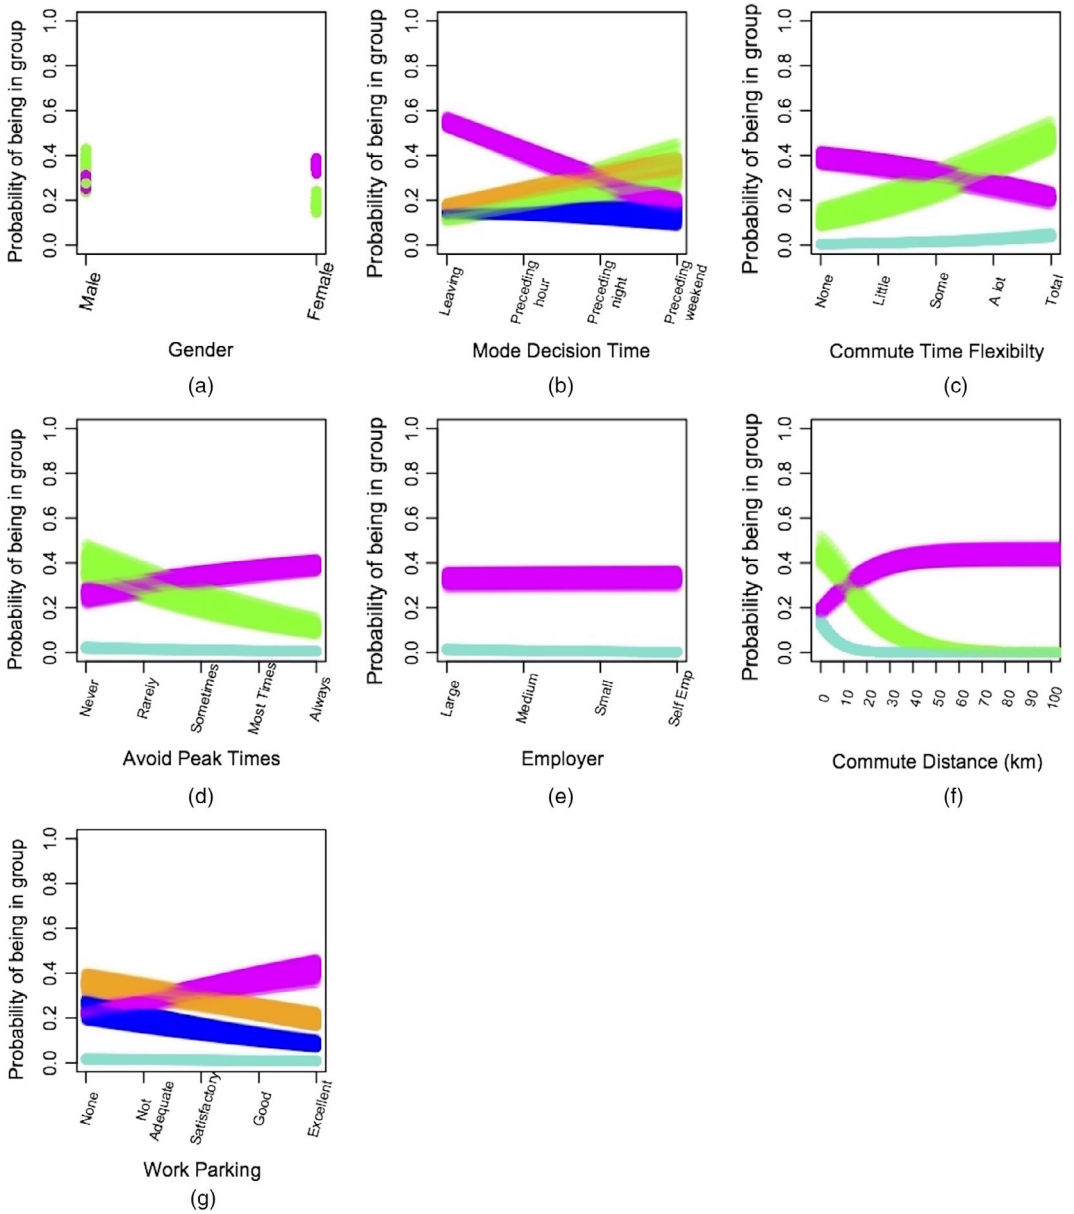 Probability of being in group
1.0
0.8
0.6
0.4
0.2
0.0
Male
Female
Gender
(a)
Probability of being in group
1.0
0.8
0.6
0.4
0.2
0.0
Leaving
Preceding
hour
Preceding
night
Preceding
weekend
Mode Decision Time
(b)
Probability of being in group
1.0
0.8
0.6
0.4
0.2
0.0
None
Little
Some
A lot
Total
Commute Time Flexibilty
(c)
Probability of being in group
1.0
0.8
0.6
0.4
0.2
0.0
Never
Rarely
Sometimes
Most Times
Always
Avoid Peak Times
(d)
Probability of being in group
1.0
0.8
0.6
0.4
0.2
0.0
Large
Medium
Small
Self Emp
Employer
(e)
Probability of being in group
1.0
0.8
0.6
0.4
0.2
0.0
0
10
20
30
40
50
60
70
80
90
100
Commute Distance (km)
(f)
Probability of being in group
1.0
0.8
0.6
0.4
0.2
0.0
None
Not
Adequate
Satisfactory
Good
Excellent
Work Parking
(g)